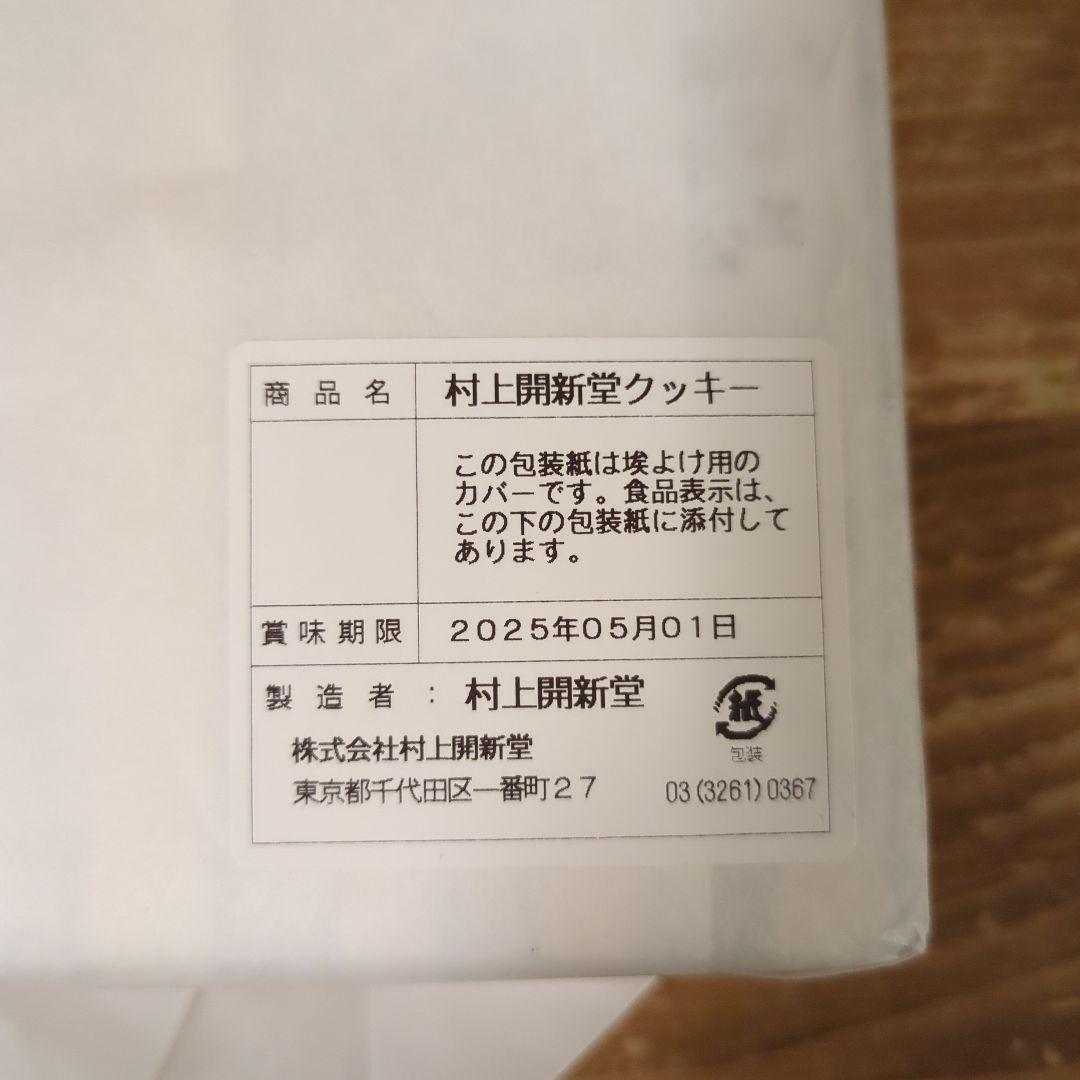 商品名 村上開新堂クッキー
この包装紙は埃よけ用の
カバーです。食品表示は、
この下の包装紙に添付して
あります。
賞味期限 2025年05月01日
製造者：村上開新堂
紙
包装
株式会社村上開新堂
東京都千代田区一番町27 03(3261)0367